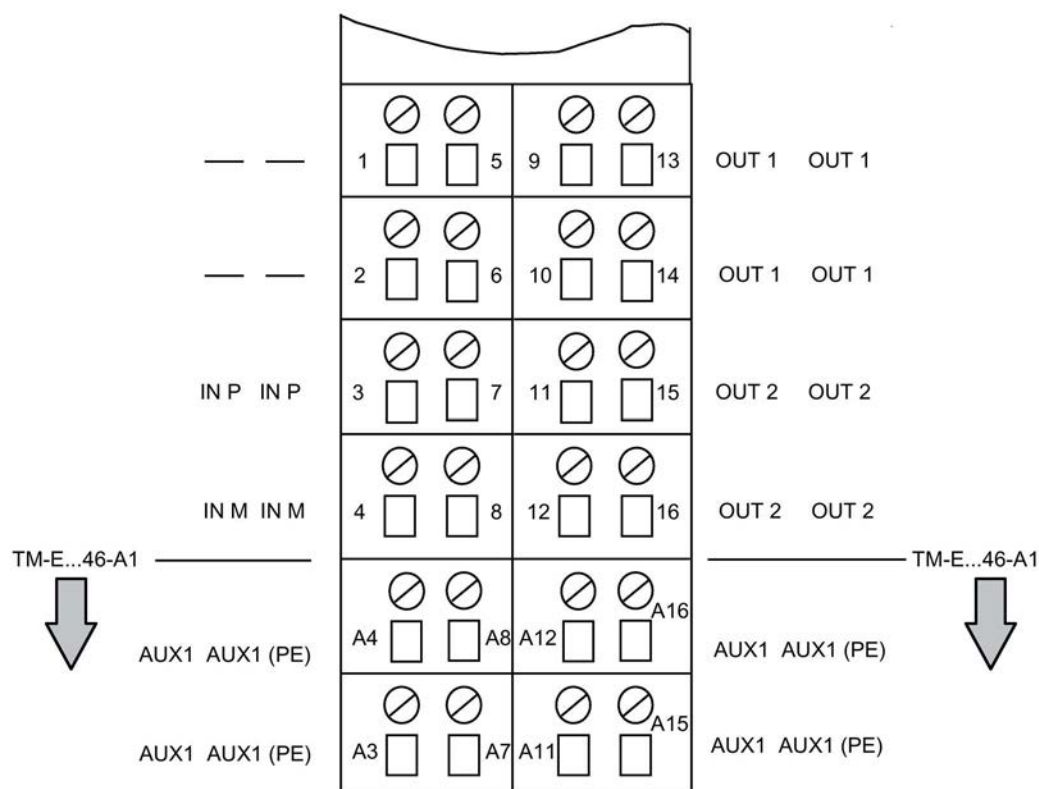 1 5 9 13 OUT 1 OUT 1
2 6 10 14 OUT 1 OUT 1
IN P IN P 3 7 11 15 OUT 2 OUT 2
IN M IN M 4 8 12 16 OUT 2 OUT 2
TM-E...46-A1 TM-E...46-A1
AUX1 AUX1 (PE) A4 A8 A12 A16 AUX1 AUX1 (PE)
AUX1 AUX1 (PE) A3 A7 A11 A15 AUX1 AUX1 (PE)